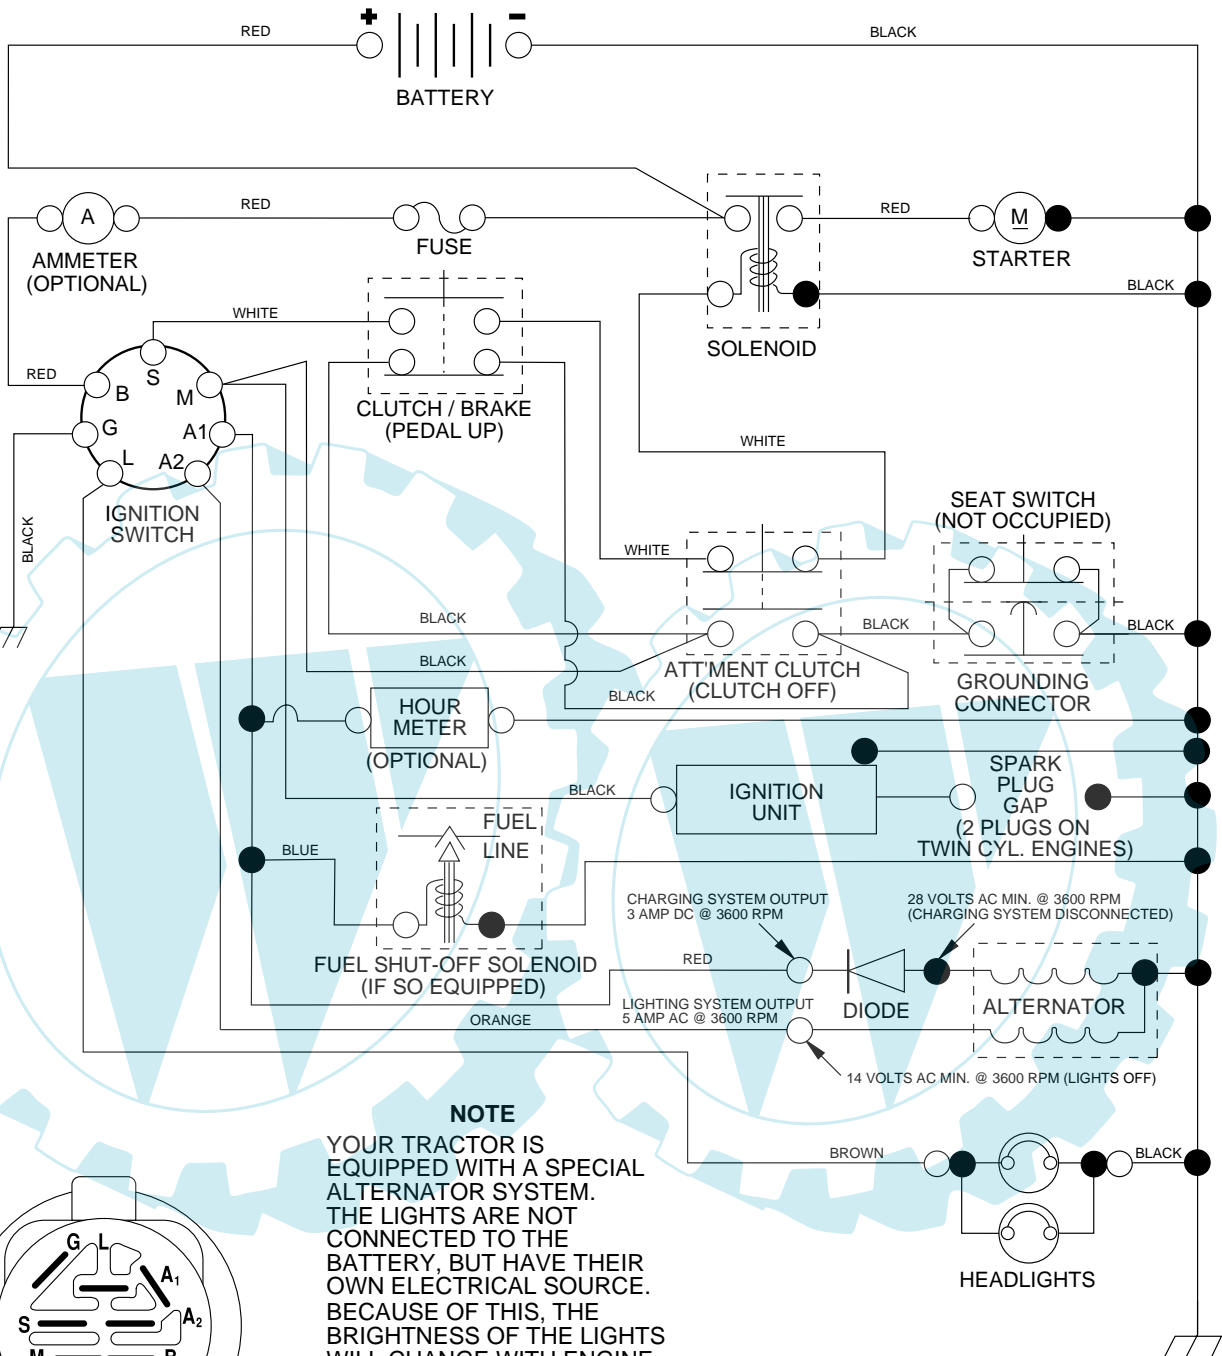 + -
RED
BLACK
BATTERY
A
RED
RED
M
FUSE
STARTER
AMMETER
(OPTIONAL)
BLACK
WHITE
SOLENOID
RED
S
B
M
CLUTCH / BRAKE
(PEDAL UP)
G
A1
WHITE
L
A2
IGNITION
SWITCH
SEAT SWITCH
(NOT OCCUPIED)
BLACK
WHITE
BLACK
BLACK
BLACK
BLACK
ATT'MENT CLUTCH
(CLUTCH OFF)
GROUNDING
CONNECTOR
BLACK
HOUR
METER
(OPTIONAL)
SPARK
PLUG
GAP
(2 PLUGS ON
TWIN CYL. ENGINES)
BLACK
IGNITION
UNIT
FUEL
LINE
BLUE
CHARGING SYSTEM OUTPUT
3 AMP DC @ 3600 RPM
28 VOLTS AC MIN. @ 3600 RPM
(CHARGING SYSTEM DISCONNECTED)
FUEL SHUT-OFF SOLENOID
(IF SO EQUIPPED)
RED
DIODE
ALTERNATOR
LIGHTING SYSTEM OUTPUT
5 AMP AC @ 3600 RPM
ORANGE
14 VOLTS AC MIN. @ 3600 RPM (LIGHTS OFF)
NOTE
YOUR TRACTOR IS
EQUIPPED WITH A SPECIAL
ALTERNATOR SYSTEM.
THE LIGHTS ARE NOT
CONNECTED TO THE
BATTERY, BUT HAVE THEIR
OWN ELECTRICAL SOURCE.
BECAUSE OF THIS, THE
BRIGHTNESS OF THE LIGHTS
WILL CHANGE WITH ENGINE
BROWN
BLACK
HEADLIGHTS
G L
A1
S
A2
M
B